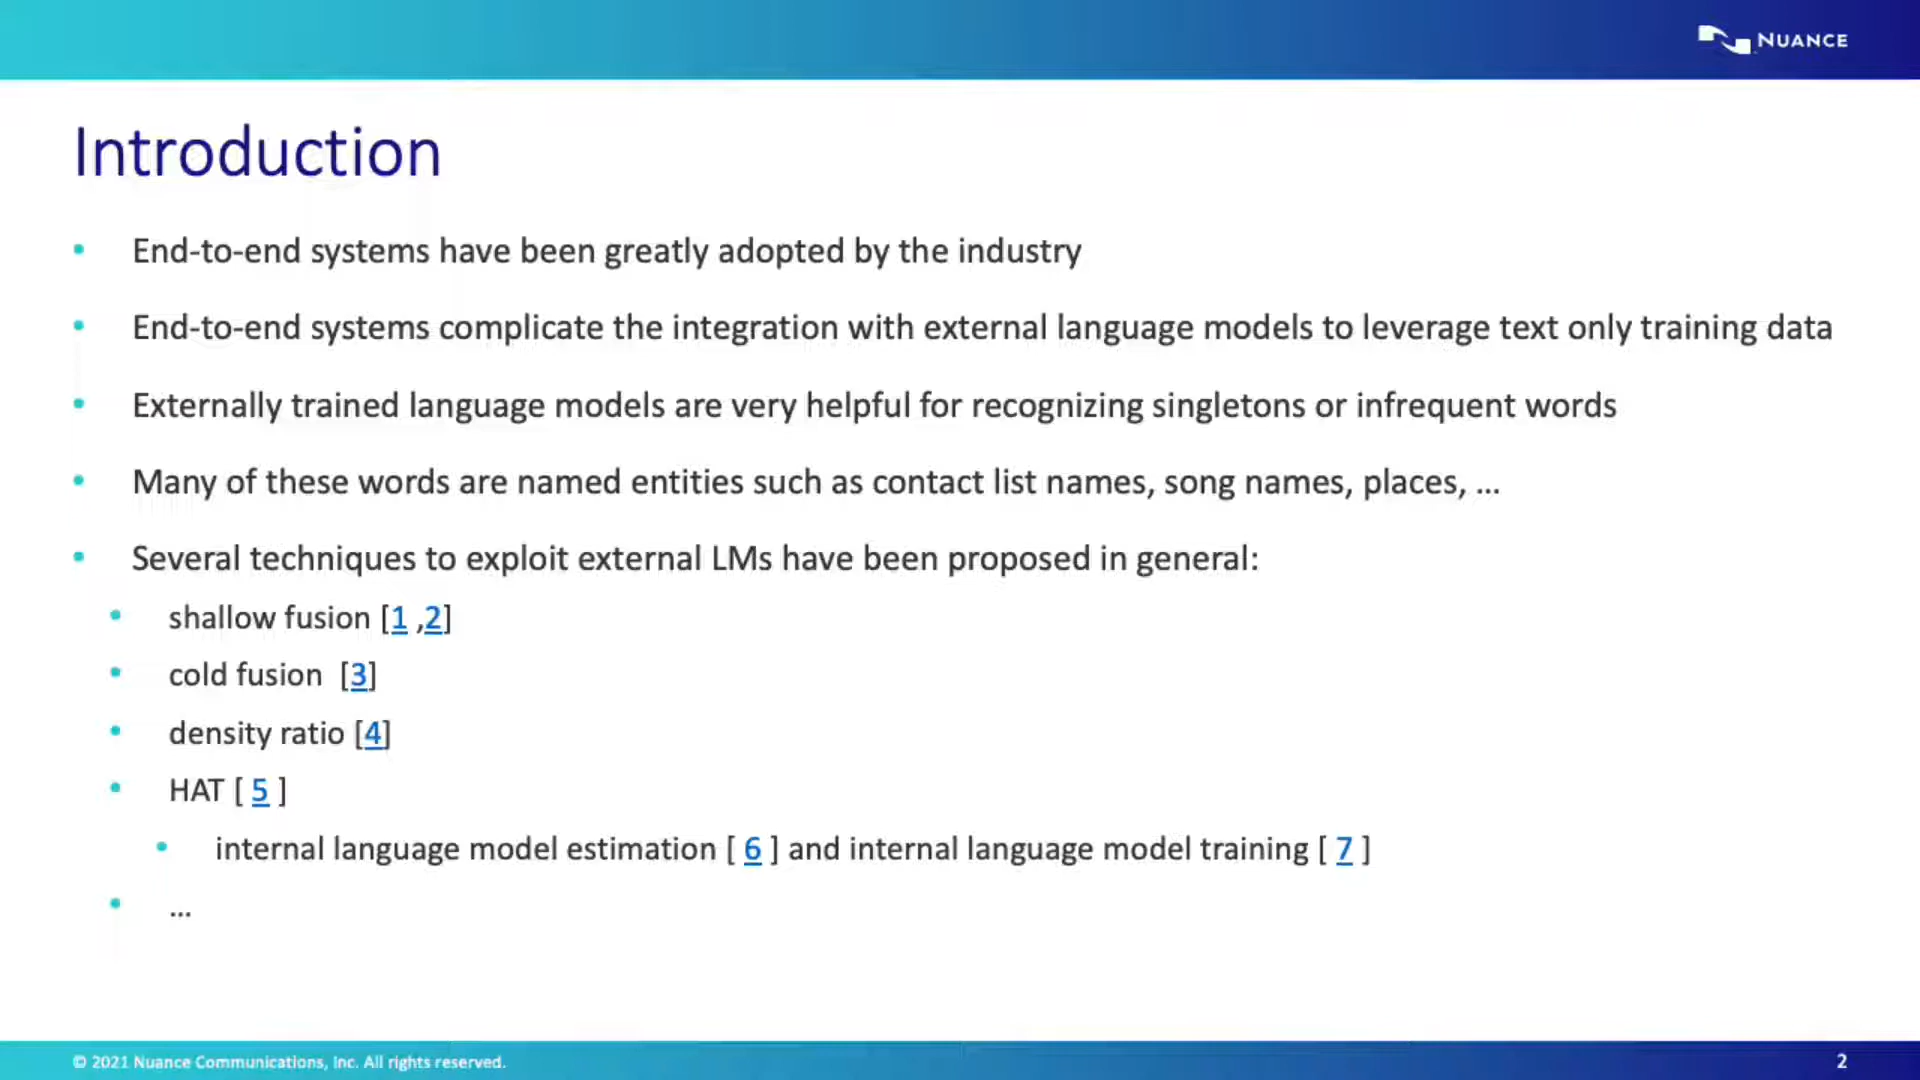 NUANCE
Introduction
• End-to-end systems have been greatly adopted by the industry
• End-to-end systems complicate the integration with external language models to leverage text only training data
• Externally trained language models are very helpful for recognizing singletons or infrequent words
• Many of these words are named entities such as contact list names, song names, places, ...
• Several techniques to exploit external LMs have been proposed in general:
• shallow fusion [1 ,2]
• cold fusion [3]
• density ratio [4]
• HAT [ 5 ]
• internal language model estimation [ 6 ] and internal language model training [ 7 ]
• ...
© 2021 Nuance Communications, Inc. All rights reserved.
2